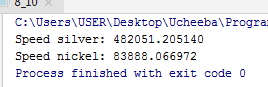 8_10 ×
C:\Users\USER\Desktop\Ucheeba\Progra
Speed silver: 482051.205140
Speed nickel: 83888.066972
Process finished with exit code 0